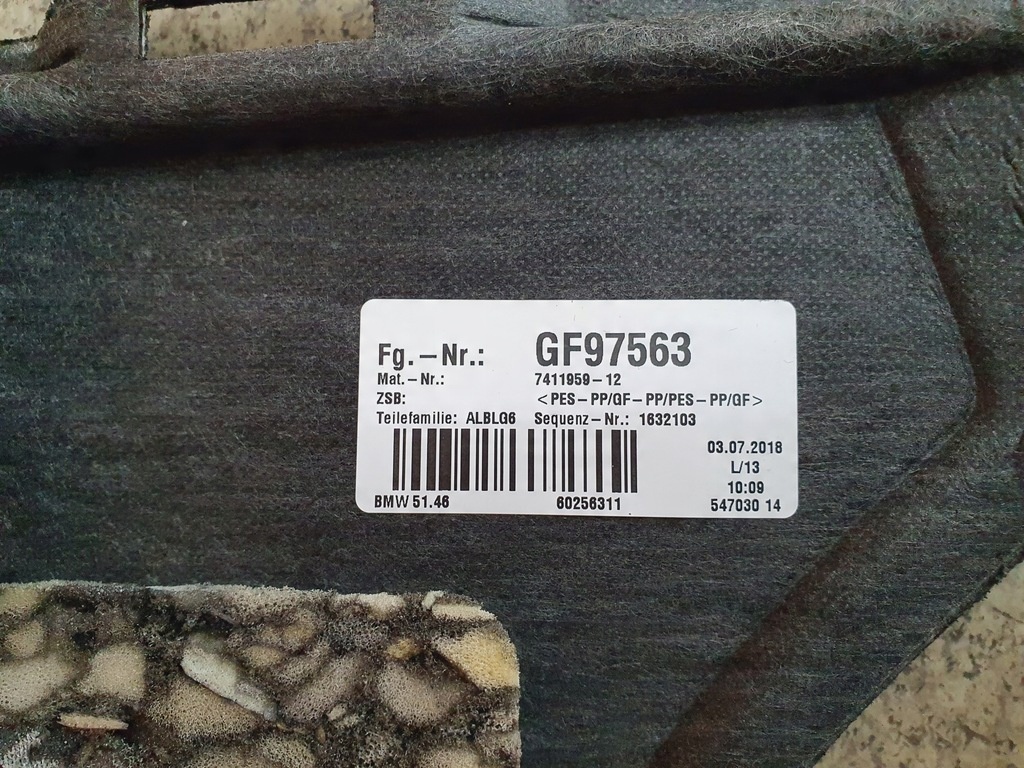 Fg.-Nr.: GF97563
Mat.-Nr.: 7411959-12
ZSB: <PES-PP/GF-PP/PES-PP/GF>
Teilefamilie: ALBLG6 Sequenz-Nr.: 1632103
03.07.2018
L/13
10:09
BMW 51.46 60256311 547030 14